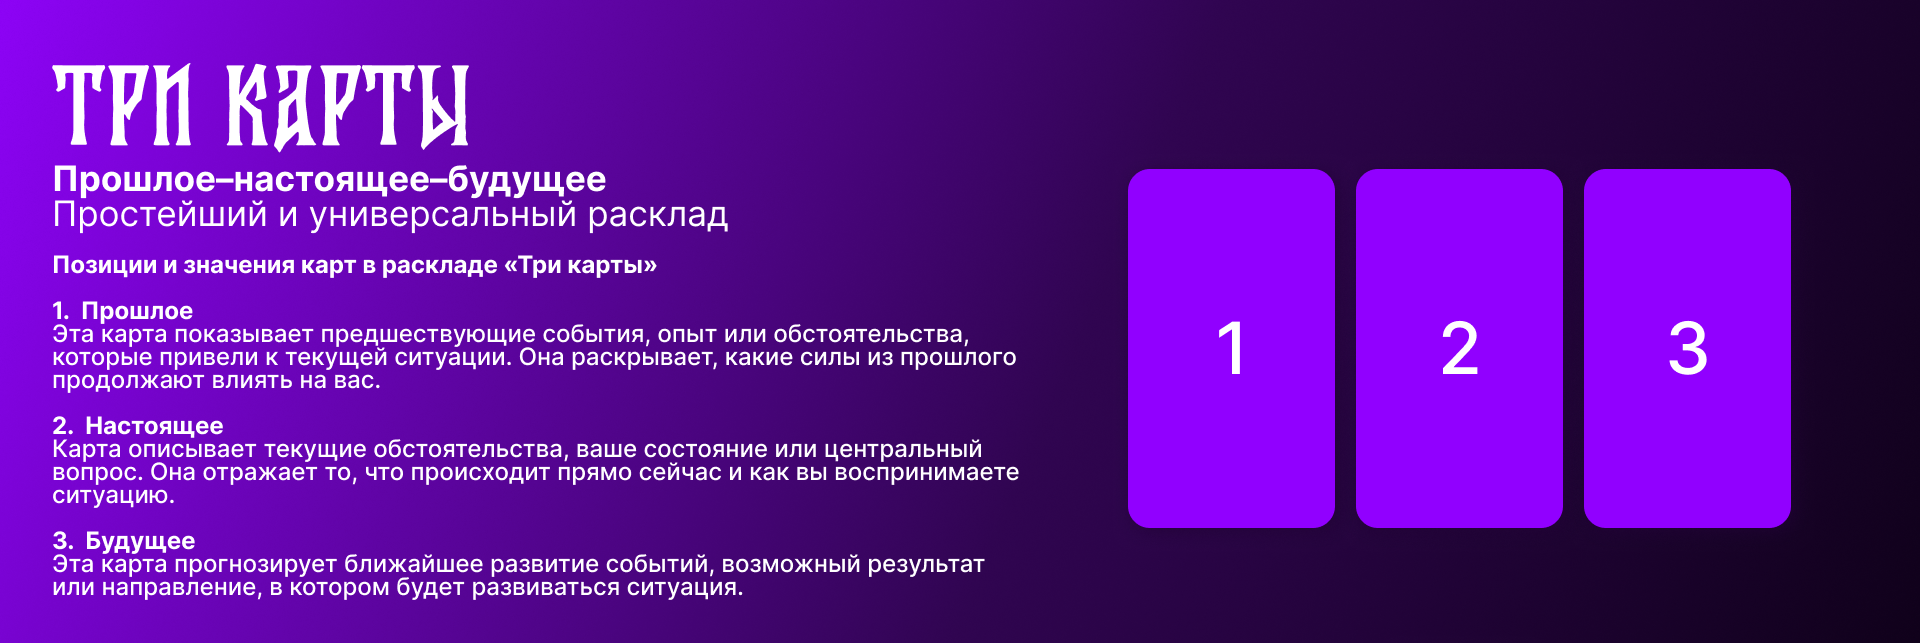 ТРИ КАРТЫ
Прошлое–настоящее–будущее
Простейший и универсальный расклад
Позиции и значения карт в раскладе «Три карты»
1. Прошлое
Эта карта показывает предшествующие события, опыт или обстоятельства,
которые привели к текущей ситуации. Она раскрывает, какие силы из прошлого
продолжают влиять на вас.
2. Настоящее
Карта описывает текущие обстоятельства, ваше состояние или центральный
вопрос. Она отражает то, что происходит прямо сейчас и как вы воспринимаете
ситуацию.
3. Будущее
Эта карта прогнозирует ближайшее развитие событий, возможный результат
или направление, в котором будет развиваться ситуация.
1
2
3